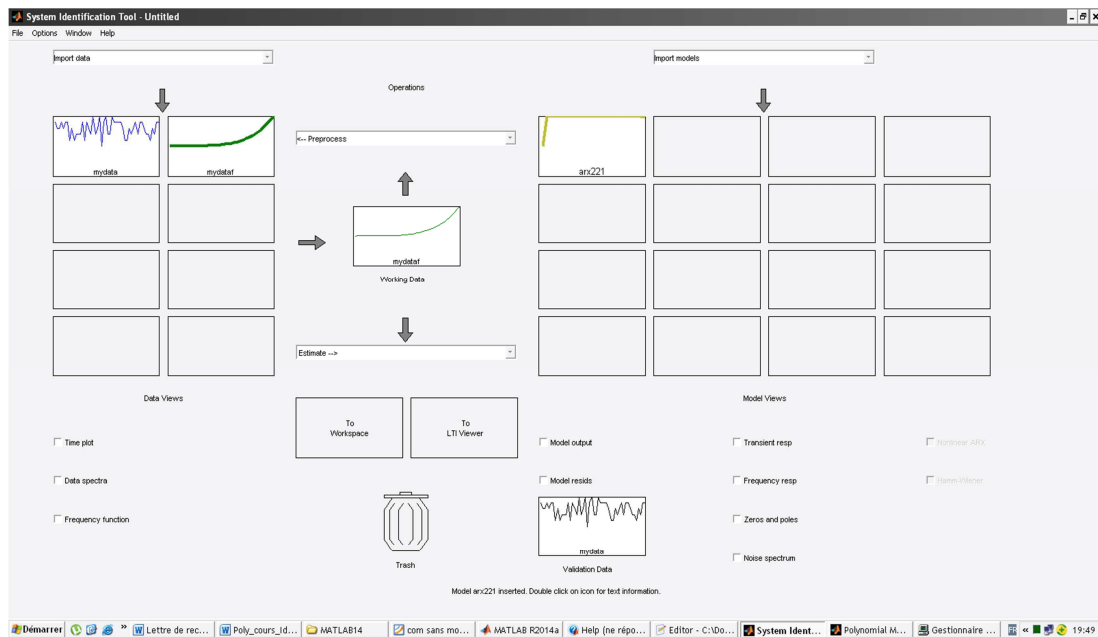 System Identification Tool - Untitled
File Options Window Help
Import data
Import models
Operations
<-- Preprocess
mydata
mydataf
arx221
mydataf
Working Data
Estimate -->
Data Views
Model Views
To Workspace
To LTI Viewer
Time plot
Data spectra
Frequency function
Model output
Model resids
Transient resp
Frequency resp
Zeros and poles
Noise spectrum
Nonlinear ARX
Hamm-Wiener
Trash
mydata
Validation Data
Model arx221 inserted. Double click on icon for text information.
Démarrer » Lettre de rec... Poly_cours_Id... MATLAB14 com sans mo... MATLAB R2014a Help (ne répo... Editor - C:\Do... System Ident... Polynomial M... Gestionnaire ... « 19:49